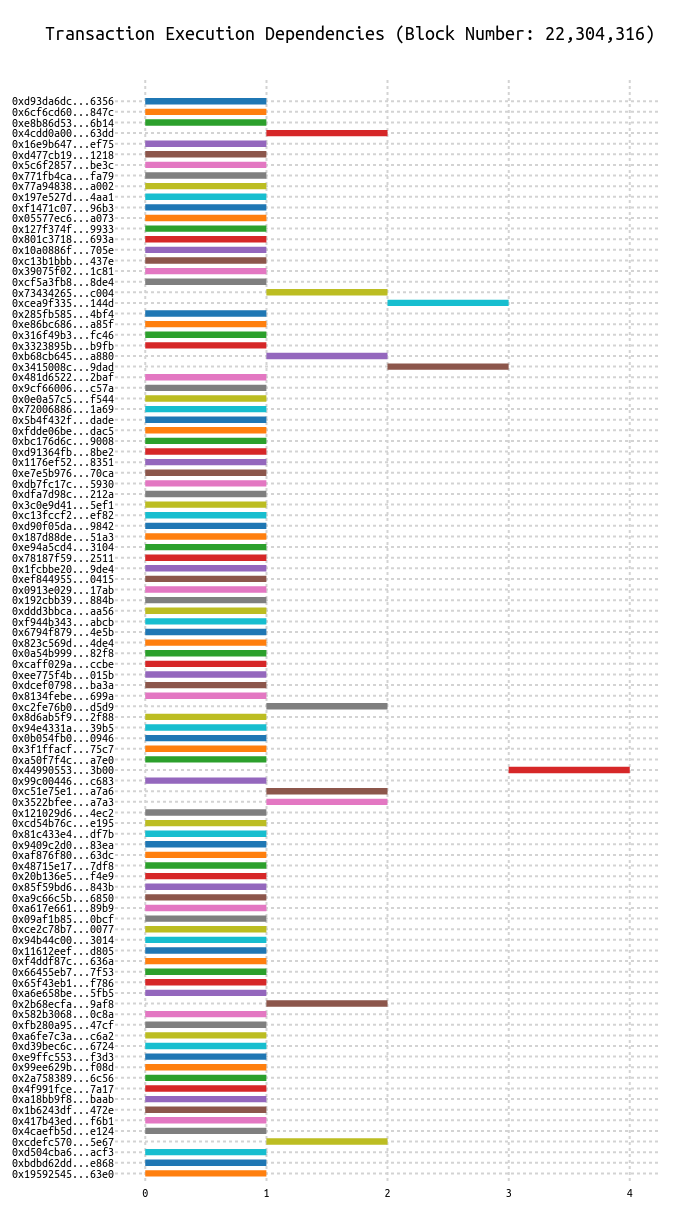 Transaction Execution Dependencies (Block Number: 22,304,316)
0xd93da6dc...6356
0x6cf6cd60...847c
0xe8b86d53...6b14
0x4cdd0a00...63dd
0x16e9b647...ef75
0xd477cb19...1218
0x5c6f2857...be3c
0x771fb4ca...fa79
0x77a94838...a002
0x197e527d...4aa1
0xf1471c07...96b3
0x05577ec6...a073
0x127f374f...9933
0x801c3718...693a
0x10a0886f...705e
0xc13b1bbb...437e
0x39075f02...1c81
0xcf5a3fb8...8de4
0x73434265...c004
0xcea9f335...144d
0x285fb585...4bf4
0xe86bc686...a85f
0x316f49b3...fc46
0x3323895b...b9fb
0xb68cb645...a880
0x3415008c...9dad
0x481d6522...2baf
0x9cf66006...c57a
0x0e0a57c5...f544
0x72006886...1a69
0x5b4f432f...dade
0xfdde06be...dac5
0xbc176d6c...9008
0xd91364fb...8be2
0x1176ef52...8351
0xe7e5b976...70ca
0xdb7fc17c...5930
0xdfa7d98c...212a
0x3c0e9d41...5ef1
0xc13fccf2...ef82
0xd90f05da...9842
0x187d88de...51a3
0xe94a5cd4...3104
0x78187f59...2511
0x1fcbbe20...9de4
0xef844955...0415
0x0913e029...17ab
0x192cbb39...884b
0xddd3bbca...aa56
0xf944b343...abcb
0x6794f879...4e5b
0x823c569d...4de4
0x0a54b999...82f8
0xcaff029a...ccbe
0xee775f4b...015b
0xdcef0798...ba3a
0x8134febe...699a
0xc2fe76b0...d5d9
0x8d6ab5f9...2f88
0x94e4331a...39b5
0x0b054fb0...0946
0x3f1ffacf...75c7
0xa50f7f4c...a7e0
0x44990553...3b00
0x99c00446...c683
0xc51e75e1...a7a6
0x3522bfee...a7a3
0x121029d6...4ec2
0xcd54b76c...e195
0x81c433e4...df7b
0x9409c2d0...83ea
0xaf876f80...63dc
0x48715e17...7df8
0x20b136e5...f4e9
0x85f59bd6...843b
0xa9c66c5b...6850
0xa617e661...89b9
0x09af1b85...0bcf
0xce2c78b7...0077
0x94b44c00...3014
0x11612eef...d805
0xf4ddf87c...636a
0x66455eb7...7f53
0x65f43eb1...f786
0xa6e658be...5fb5
0x2b68ecfa...9af8
0x582b3068...0c8a
0xfb280a95...47cf
0xa6fe7c3a...c6a2
0xd39bec6c...6724
0xe9ffc553...f3d3
0x99ee629b...f08d
0x2a758389...6c56
0x4f991fce...7a17
0xa18bb9f8...baab
0x1b6243df...472e
0x417b43ed...f6b1
0x4caefb5d...e124
0xcdefc570...5e67
0xd504cba6...acf3
0xbdbd62dd...e868
0x19592545...63e0
0 1 2 3 4